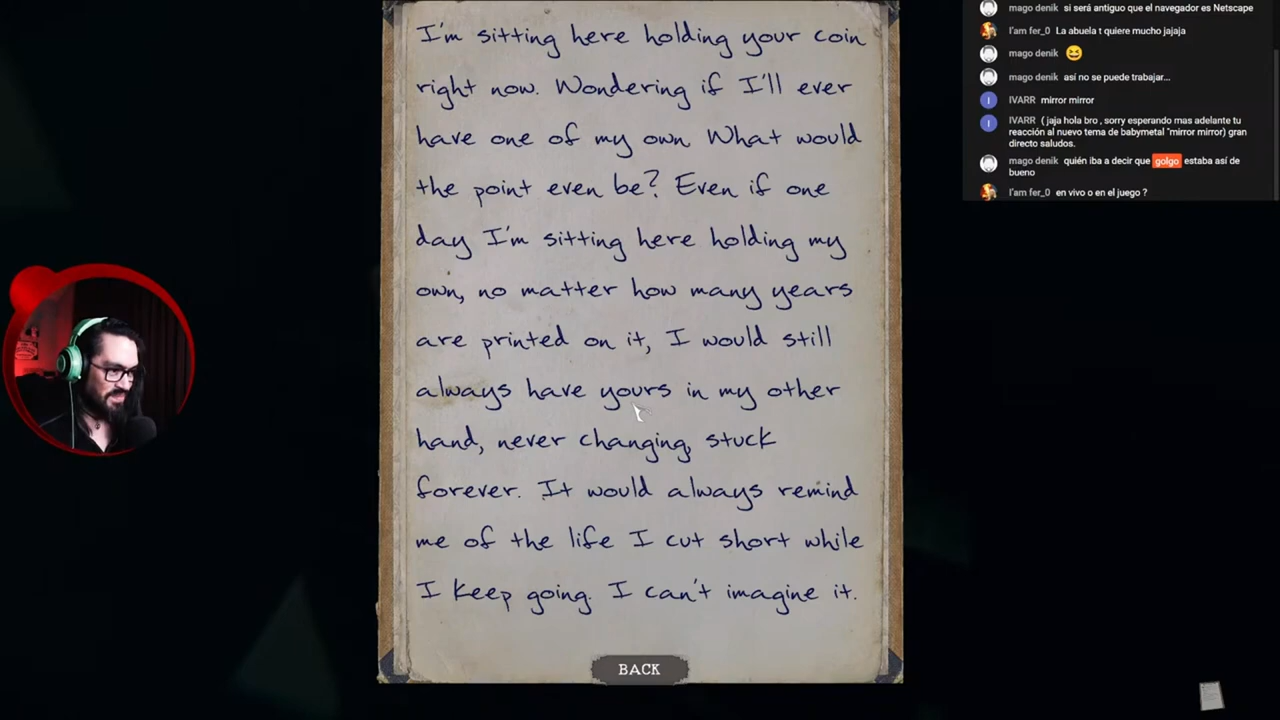 I'm sitting here holding your coin
right now. Wondering if I'll ever
have one of my own. What would
the point even be? Even if one
day I'm sitting here holding my
own, no matter how many years
are printed on it, I would still
always have yours in my other
hand, never changing, stuck
forever. It would always remind
me of the life I cut short while
I keep going. I can't imagine it.
BACK
mago denik si será antiguo que el navegador es Netscape
I'am fer_0 La abuela t quiere mucho jajaja
mago denik
mago denik así no se puede trabajar...
I IVARR mirror mirror
I IVARR ( jaja hola bro , sorry esperando mas adelante tu
reacción al nuevo tema de babymetal "mirror mirror) gran
directo saludos.
mago denik quién iba a decir que golgo estaba así de
bueno
I'am fer_0 en vivo o en el juego ?